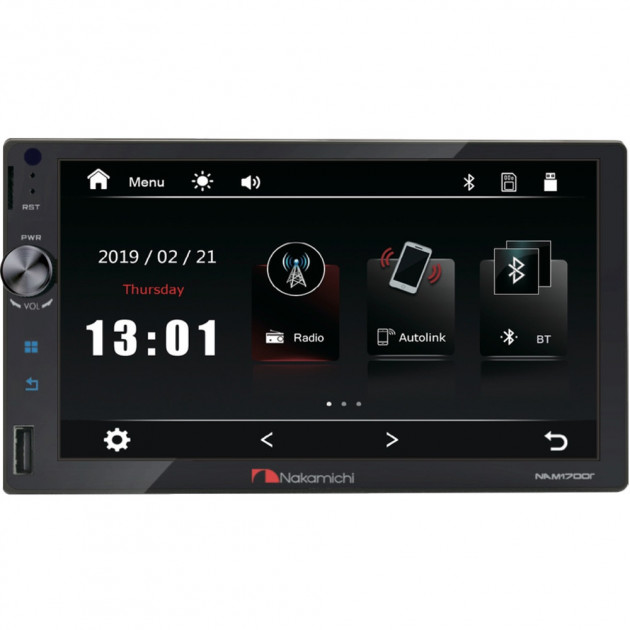 Menu
RST
PWR
VOL
2019 / 02 / 21
Thursday
13:01
Radio
Autolink
BT
Nakamichi
NAM1700r